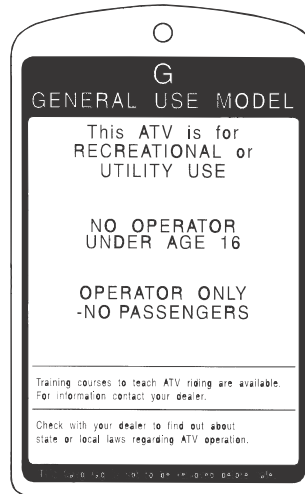 G
GENERAL USE MODEL
This ATV is for
RECREATIONAL or
UTILITY USE
NO OPERATOR
UNDER AGE 16
OPERATOR ONLY
-NO PASSENGERS
Training courses to teach ATV riding are available.
For information contact your dealer.
Check with your dealer to find out about
state or local laws regarding ATV operation.